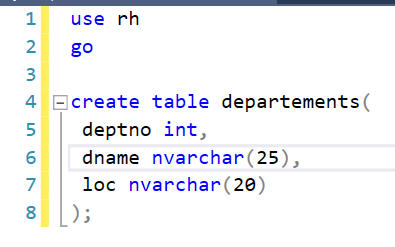 1 use rh
2 go
3
4 create table departements(
5 deptno int,
6 dname nvarchar(25),
7 loc nvarchar(20)
8 );